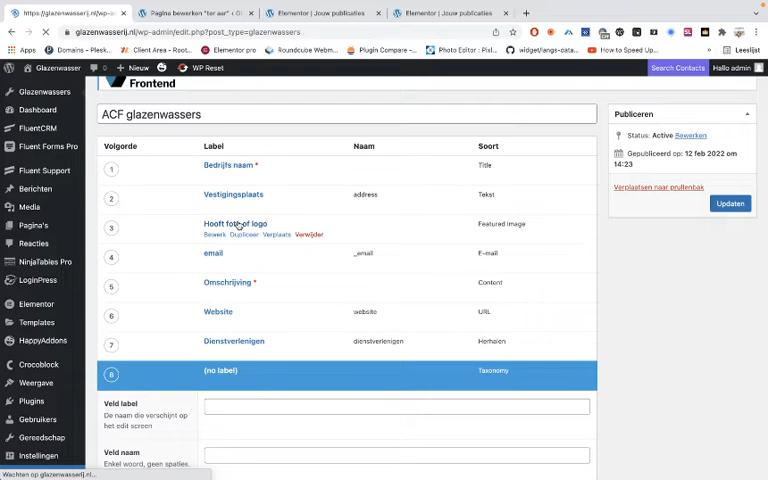 https://glazenwasserij.nl/wp-a
Pagina bewerken "ter aar" ‹ Gl
Elementor | Jouw publicaties
Elementor | Jouw publicaties
glazenwasserij.nl/wp-admin/edit.php?post_type=glazenwassers
Apps
Domains – Plesk...
Client Area - Root...
Elementor pro
Roundcube Webm...
Plugin Compare -...
Photo Editor : Pixl...
widget/angs-data...
How to Speed Up...
Leeslijst
Glazenwasser
0
Nieuw
WP Reset
Search Contacts
Hallo admin
Glazenwassers
Dashboard
FluentCRM
Fluent Forms Pro
Fluent Support
Berichten
Media
Pagina's
Reacties
NinjaTables Pro
LoginPress
Elementor
Templates
HappyAddons
Crocoblock
Weergave
Plugins
Gebruikers
Gereedschap
Instellingen
Wachten op glazenwasserij.nl...
Frontend
ACF glazenwassers
Volgorde Label Naam Soort
1 Bedrijfs naam * Title
2 Vestigingsplaats address Tekst
3 Hooft foto of logo Featured Image
Bewerk Dupliceer Verplaats Verwijder
4 email _email E-mail
5 Omschrijving * Content
6 Website website URL
7 Dienstverlenigen dienstverlenigen Herhalen
8 (no label) Taxonomy
Veld label
De naam die verschijnt op
het edit screen
Veld naam
Enkel woord, geen spaties.
Publiceren
Status: Active Bewerken
Gepubliceerd op: 12 feb 2022 om
14:23
Verplaatsen naar prullenbak
Updaten